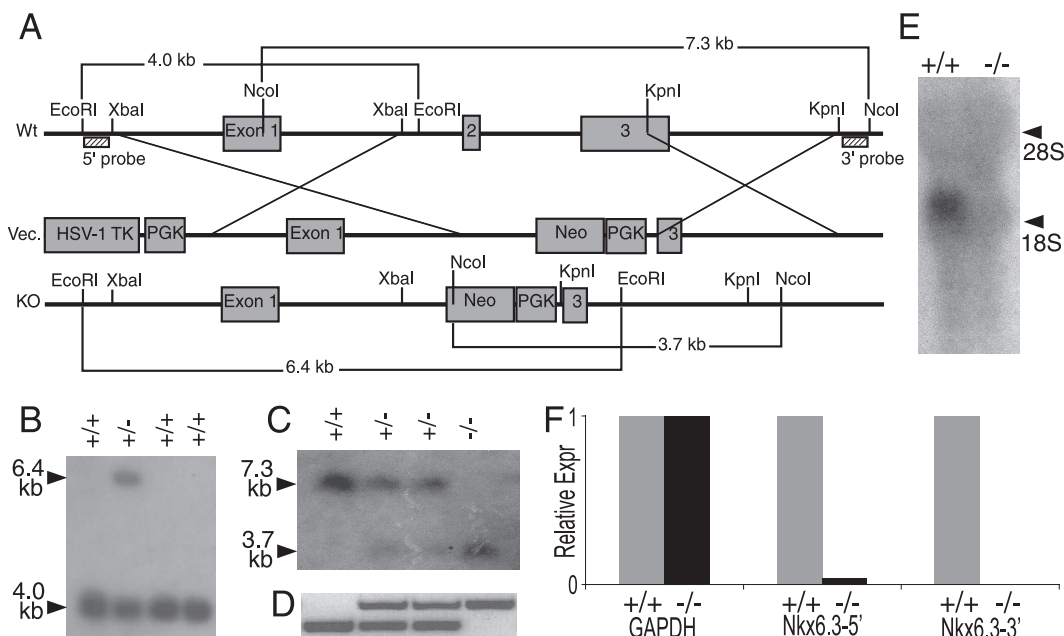 A
E
7.3 kb
4.0 kb
+/+ -/-
NcoI
EcoRI XbaI XbaI EcoRI KpnI KpnI NcoI
Wt Exon 1 2 3
5' probe 3' probe
28S
Vec. HSV-1 TK PGK Exon 1 Neo PGK 3
18S
EcoRI XbaI XbaI NcoI KpnI EcoRI KpnI NcoI
KO Exon 1 Neo PGK 3
3.7 kb
6.4 kb
B
+/+ +/- +/+ +/+
6.4 kb
4.0 kb
C
+/+ +/- +/- -/-
7.3 kb
3.7 kb
D
F
1
Relative Expr
0
+/+ -/- +/+ -/- +/+ -/-
GAPDH Nkx6.3-5' Nkx6.3-3'